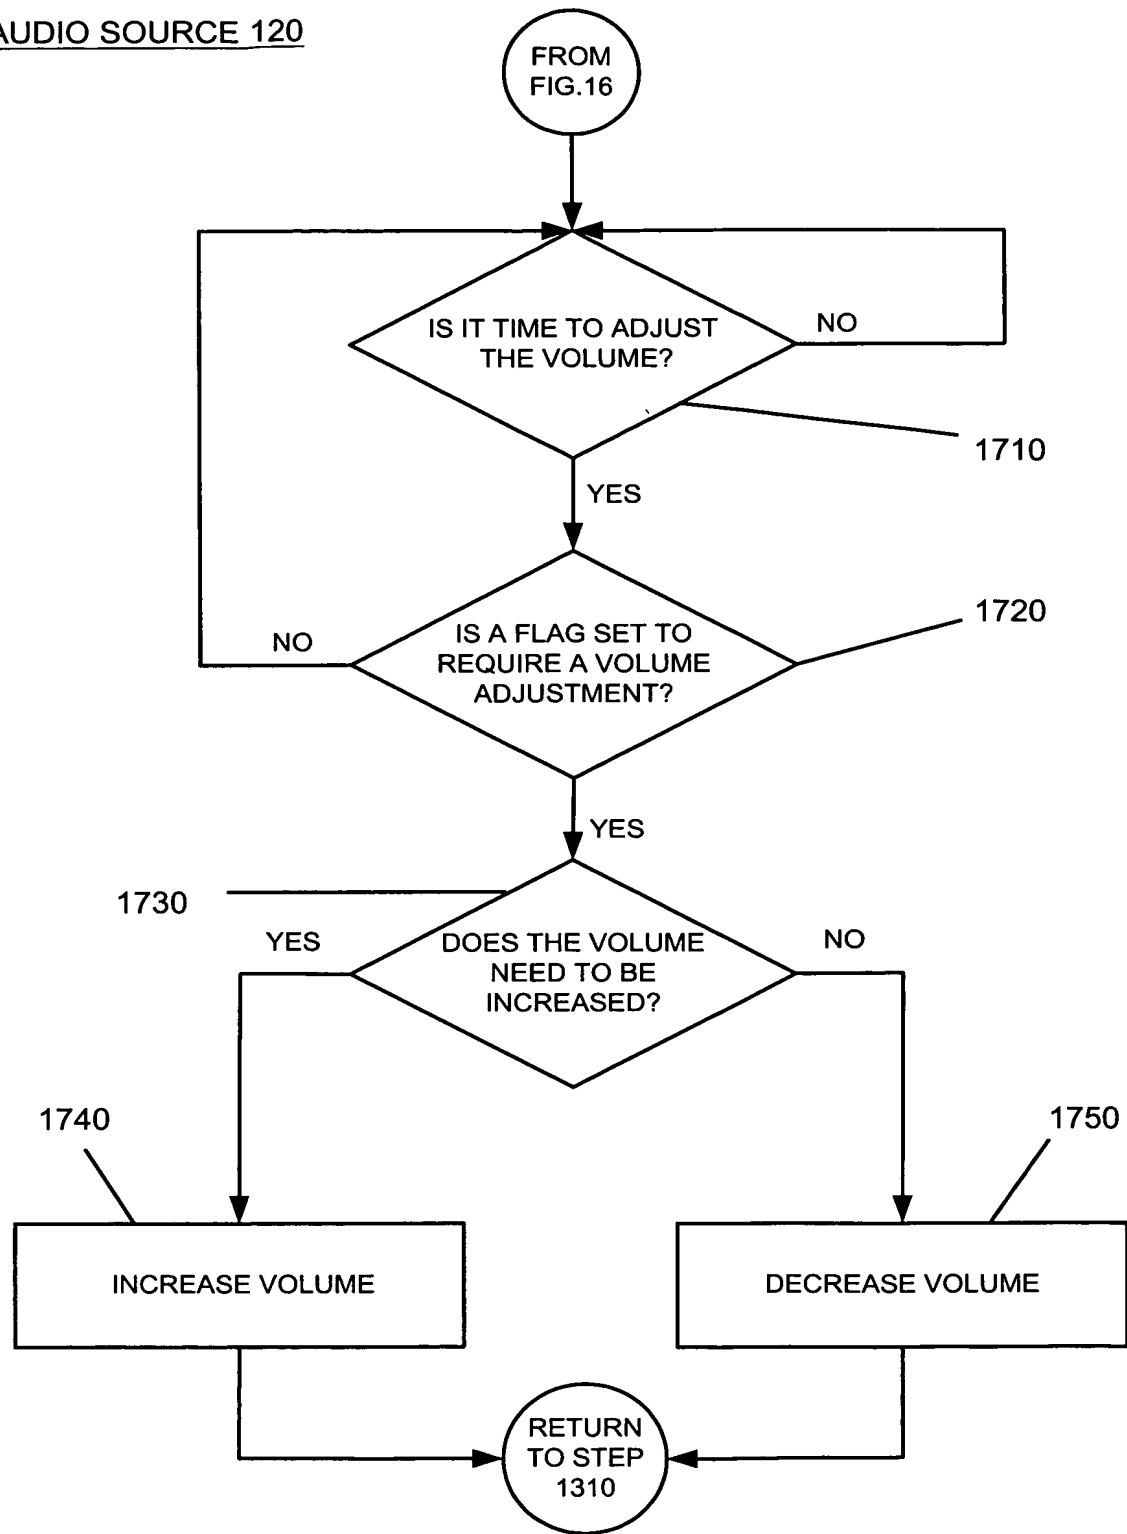 AUDIO SOURCE 120
FROM
FIG.16
IS IT TIME TO ADJUST
THE VOLUME?
NO
1710
YES
1720
NO
IS A FLAG SET TO
REQUIRE A VOLUME
ADJUSTMENT?
YES
1730
YES
DOES THE VOLUME
NEED TO BE
INCREASED?
NO
1740
1750
INCREASE VOLUME
DECREASE VOLUME
RETURN
TO STEP
1310